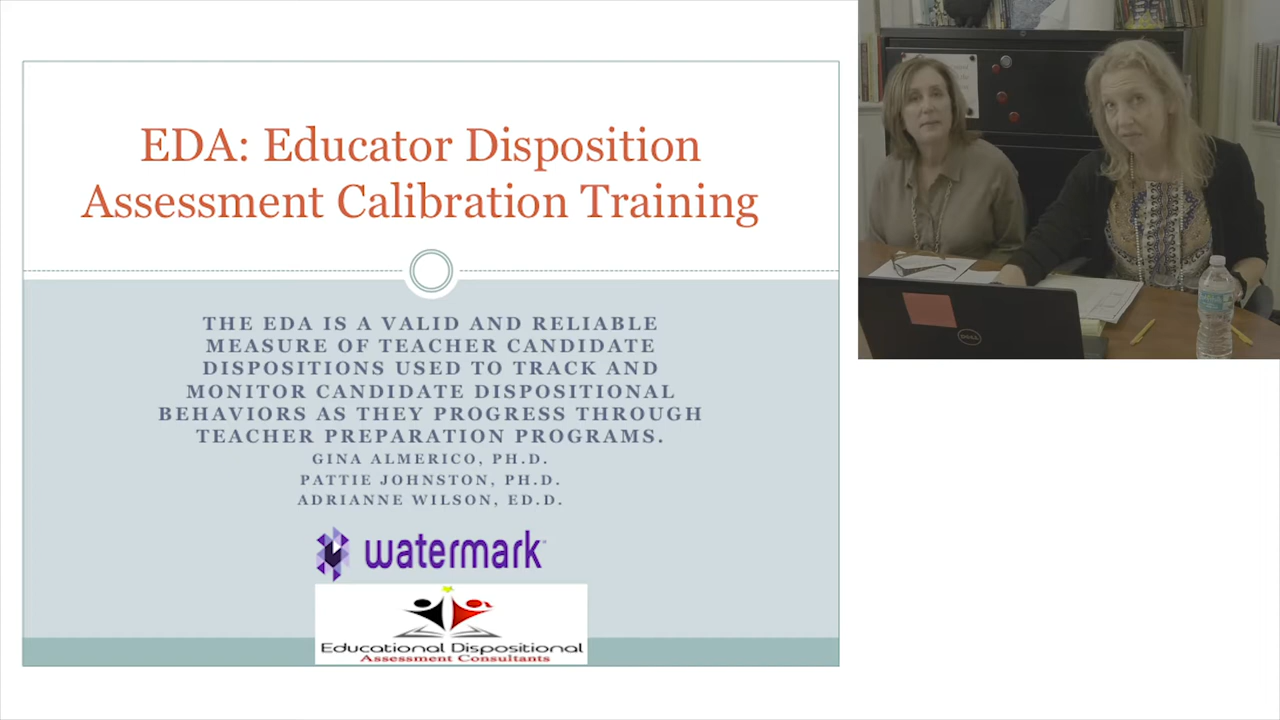 EDA: Educator Disposition
Assessment Calibration Training
THE EDA IS A VALID AND RELIABLE
MEASURE OF TEACHER CANDIDATE
DISPOSITIONS USED TO TRACK AND
MONITOR CANDIDATE DISPOSITIONAL
BEHAVIORS AS THEY PROGRESS THROUGH
TEACHER PREPARATION PROGRAMS.
GINA ALMERICO, PH.D.
PATTIE JOHNSTON, PH.D.
ADRIANNE WILSON, ED.D.
watermark
Educational Dispositional
Assessment Consultants
DELL